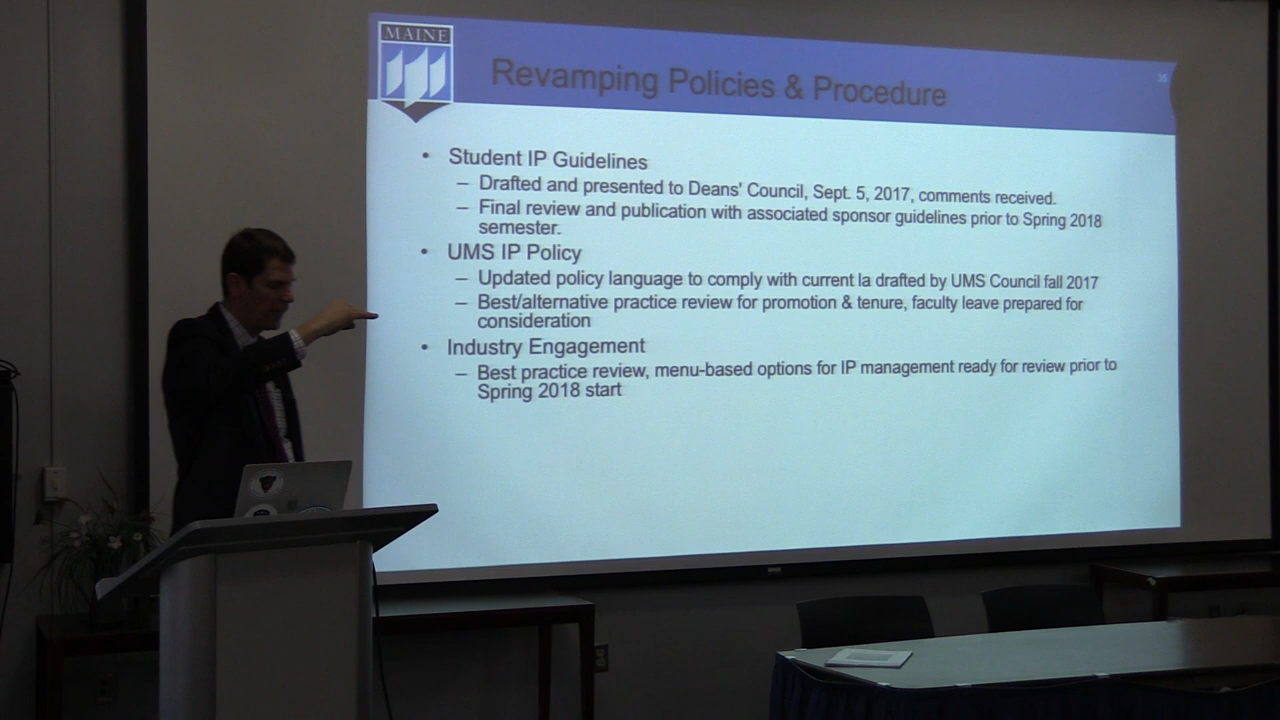 MAINE
Revamping Policies & Procedure
35
• Student IP Guidelines
– Drafted and presented to Deans' Council, Sept. 5, 2017, comments received.
– Final review and publication with associated sponsor guidelines prior to Spring 2018
semester.
• UMS IP Policy
– Updated policy language to comply with current la drafted by UMS Council fall 2017
– Best/alternative practice review for promotion & tenure, faculty leave prepared for
consideration
• Industry Engagement
– Best practice review, menu-based options for IP management ready for review prior to
Spring 2018 start